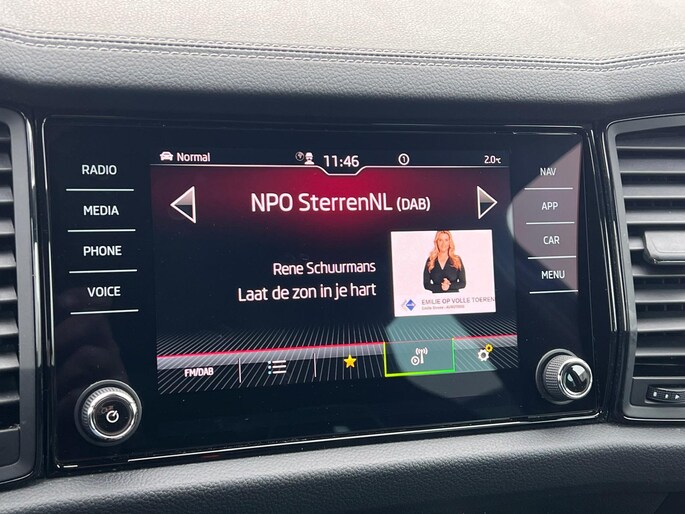 Normal
11:46
1
2.0°C
RADIO
MEDIA
PHONE
VOICE
NPO SterrenNL (DAB)
Rene Schuurmans
Laat de zon in je hart
EMILIE OP VOLLE TOEREN
FM/DAB
NAV
APP
CAR
MENU